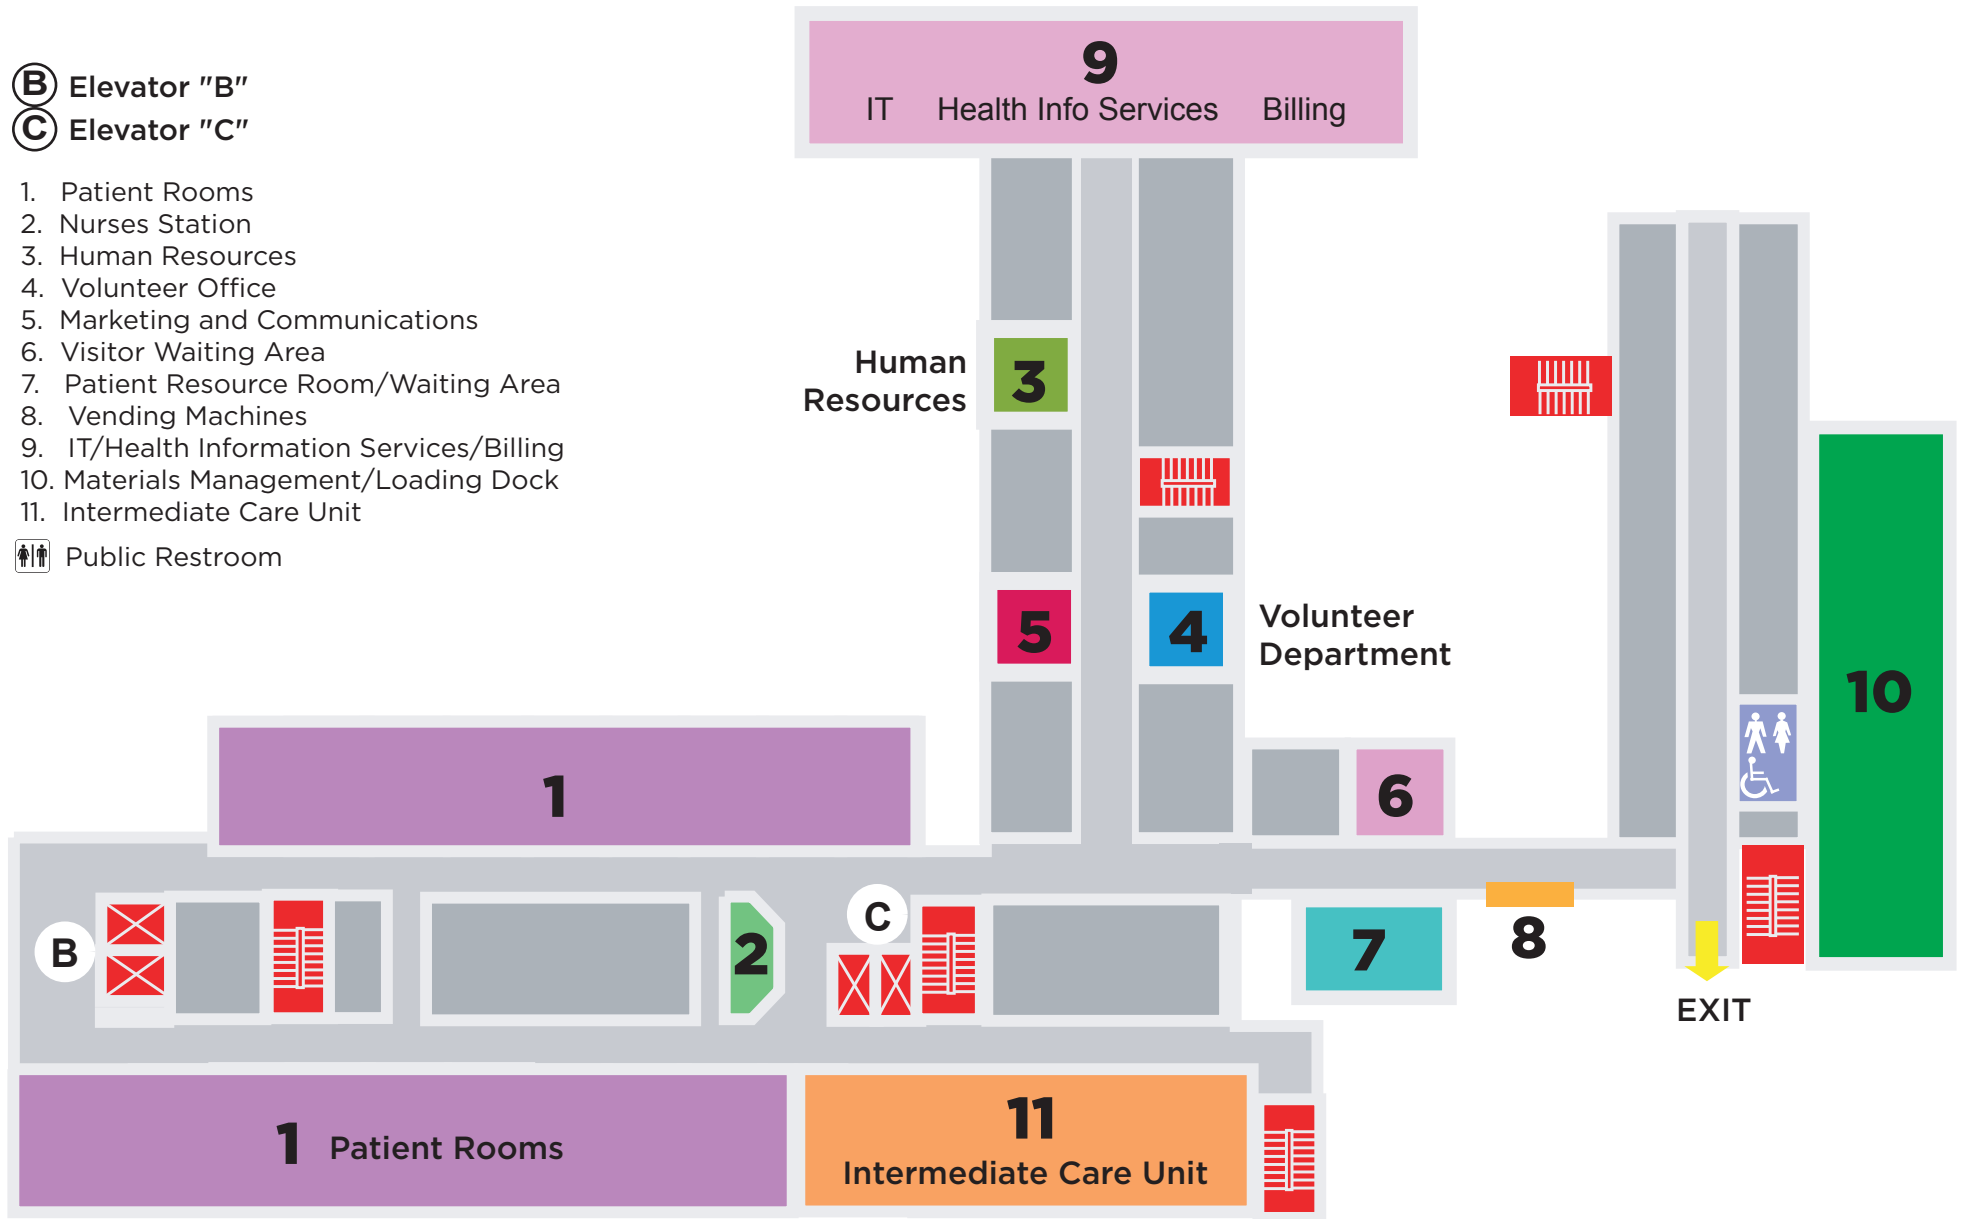 B Elevator "B"
C Elevator "C"
1. Patient Rooms
2. Nurses Station
3. Human Resources
4. Volunteer Office
5. Marketing and Communications
6. Visitor Waiting Area
7. Patient Resource Room/Waiting Area
8. Vending Machines
9. IT/Health Information Services/Billing
10. Materials Management/Loading Dock
11. Intermediate Care Unit
Public Restroom
9
IT Health Info Services Billing
Human
Resources
3
5
4
Volunteer
Department
10
1
6
B
2
C
7
8
EXIT
1 Patient Rooms
11
Intermediate Care Unit